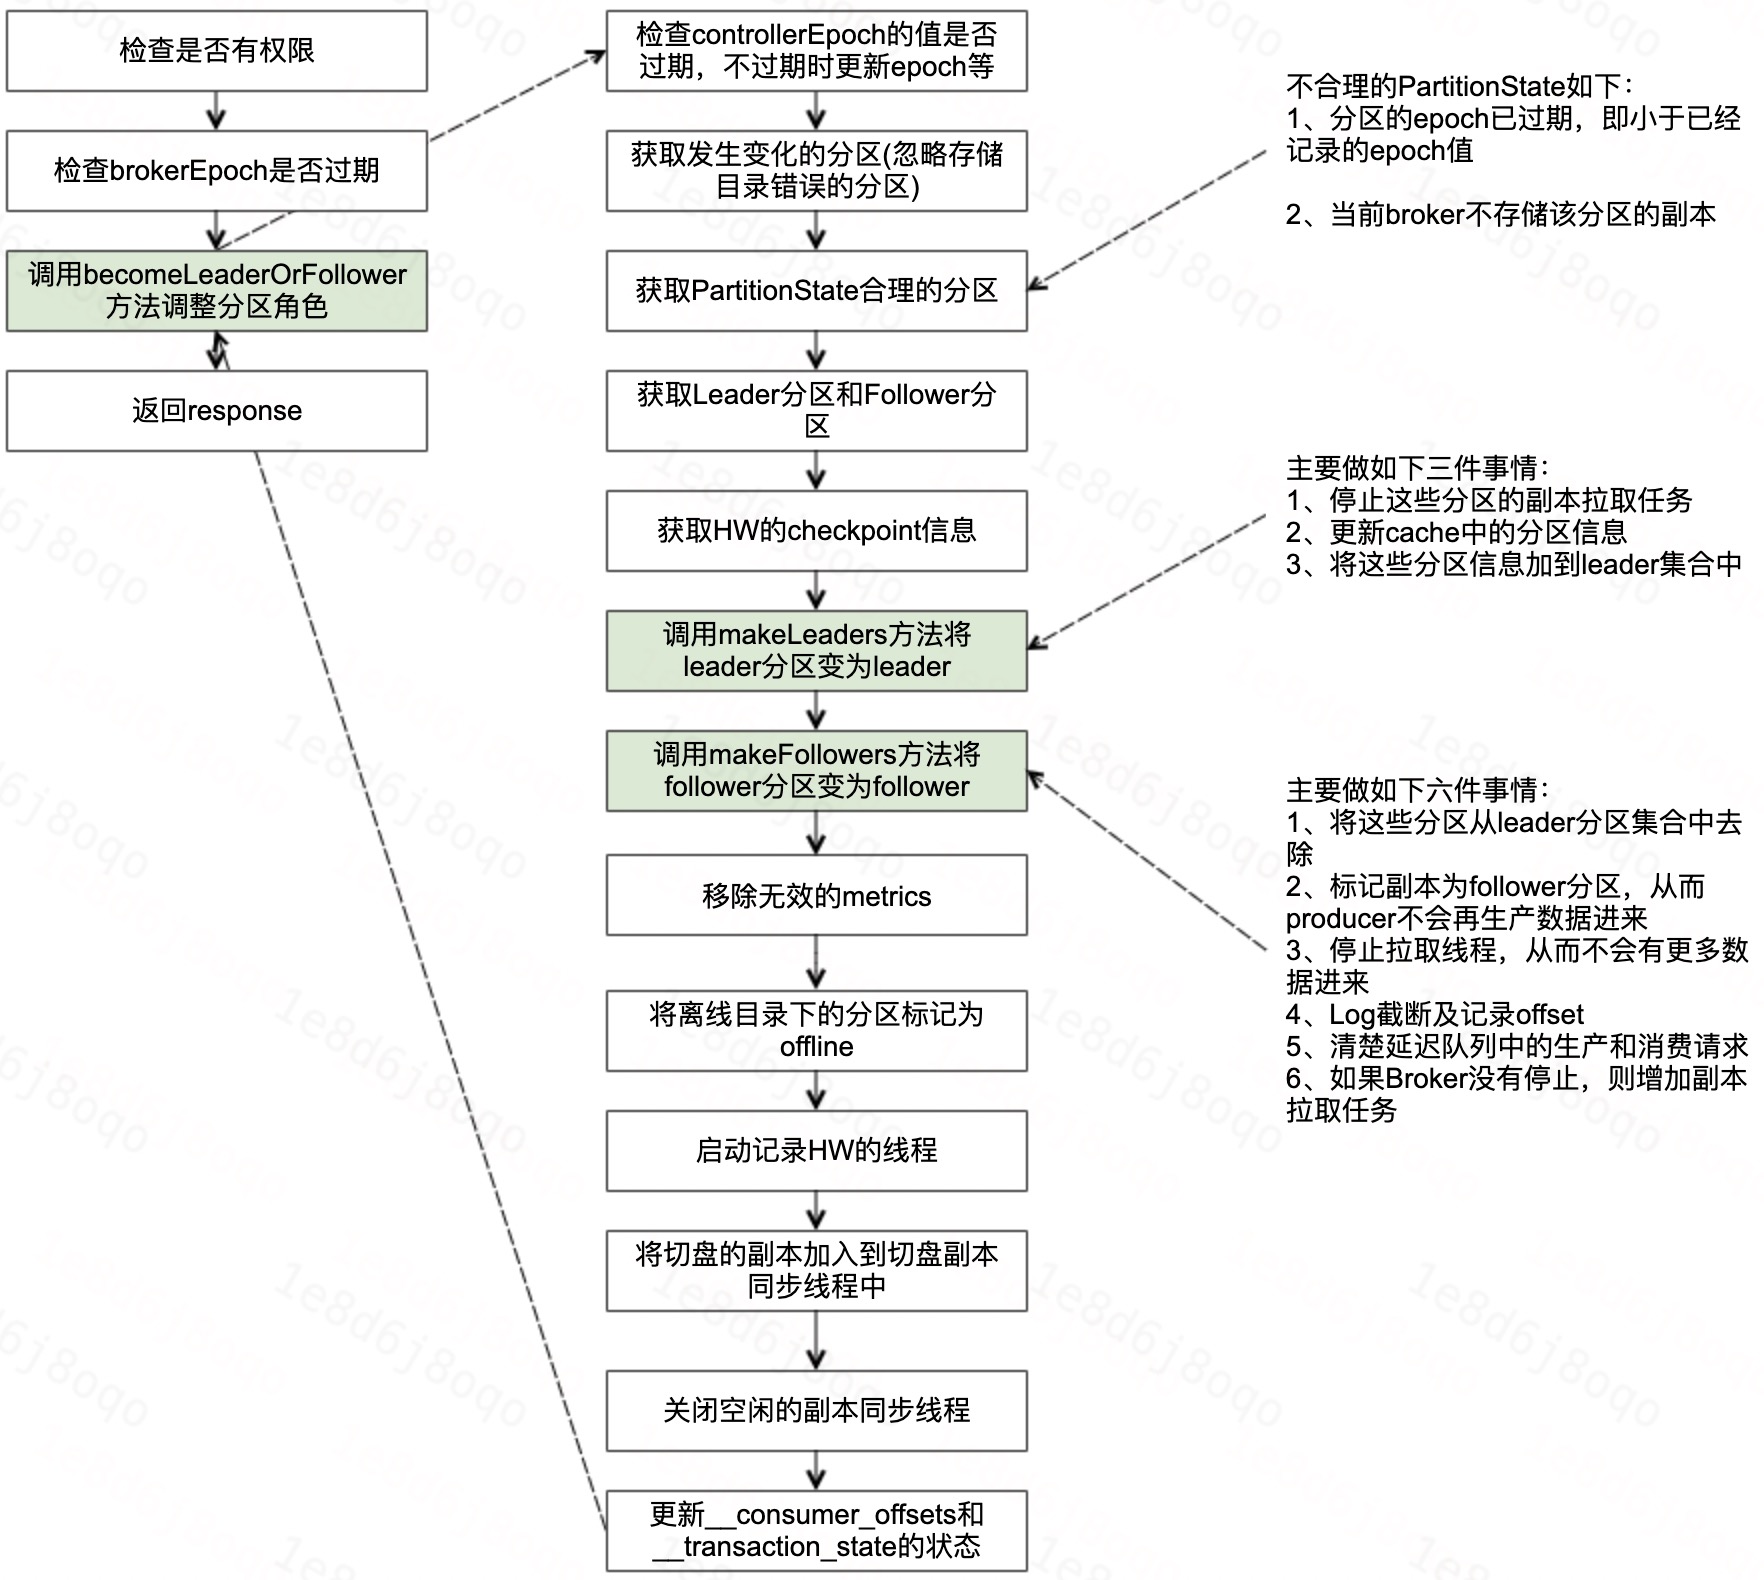 检查是否有权限
检查brokerEpoch是否过期
调用becomeLeaderOrFollower
方法调整分区角色
返回response
检查controllerEpoch的值是否
过期，不过期时更新epoch等
获取发生变化的分区(忽略存储
目录错误的分区)
获取PartitionState合理的分区
获取Leader分区和Follower分
区
获取HW的checkpoint信息
调用makeLeaders方法将
leader分区变为leader
调用makeFollowers方法将
follower分区变为follower
移除无效的metrics
将离线目录下的分区标记为
offline
启动记录HW的线程
将切盘的副本加入到切盘副本
同步线程中
关闭空闲的副本同步线程
更新__consumer_offsets和
__transaction_state的状态
不合理的PartitionState如下：
1、分区的epoch已过期，即小于已经
记录的epoch值
2、当前broker不存储该分区的副本
主要做如下三件事情：
1、停止这些分区的副本拉取任务
2、更新cache中的分区信息
3、将这些分区信息加到leader集合中
主要做如下六件事情：
1、将这些分区从leader分区集合中去
除
2、标记副本为follower分区，从而
producer不会再生产数据进来
3、停止拉取线程，从而不会有更多数
据进来
4、Log截断及记录offset
5、清楚延迟队列中的生产和消费请求
6、如果Broker没有停止，则增加副本
拉取任务
1e8d6j8oqo